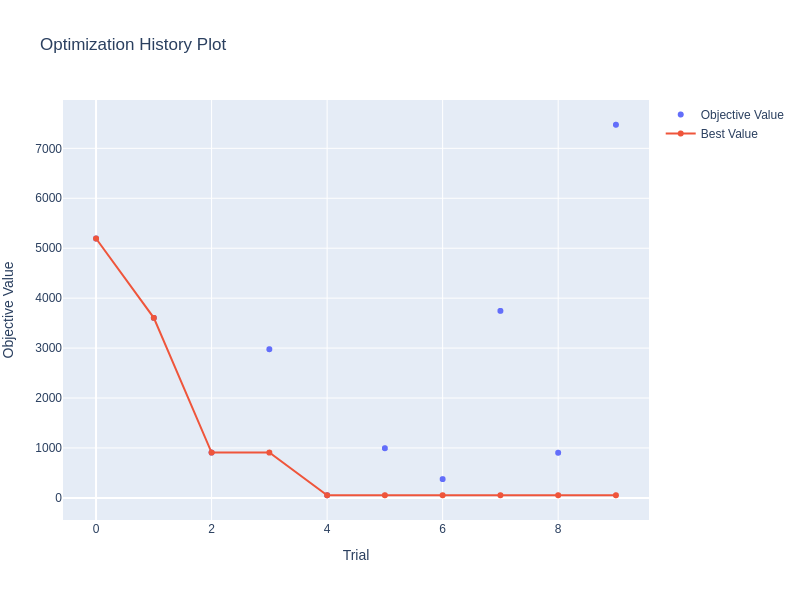 Optimization History Plot
Objective Value
Best Value
7000
6000
5000
4000
3000
2000
1000
0
Objective Value
0 2 4 6 8
Trial